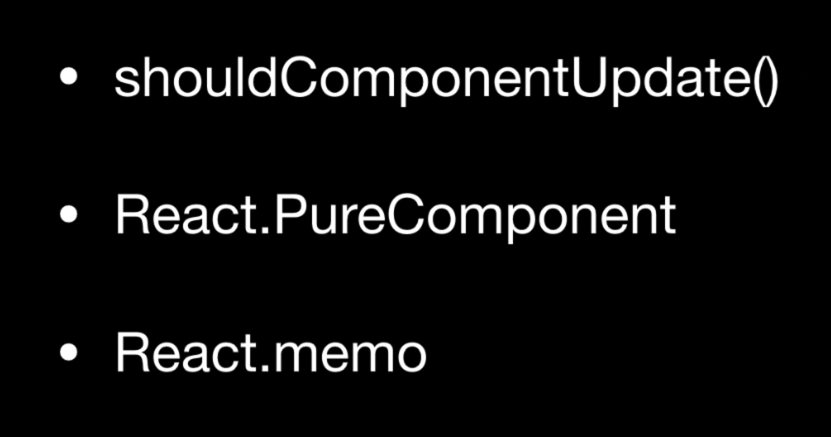 • shouldComponentUpdate()
• React.PureComponent
• React.memo